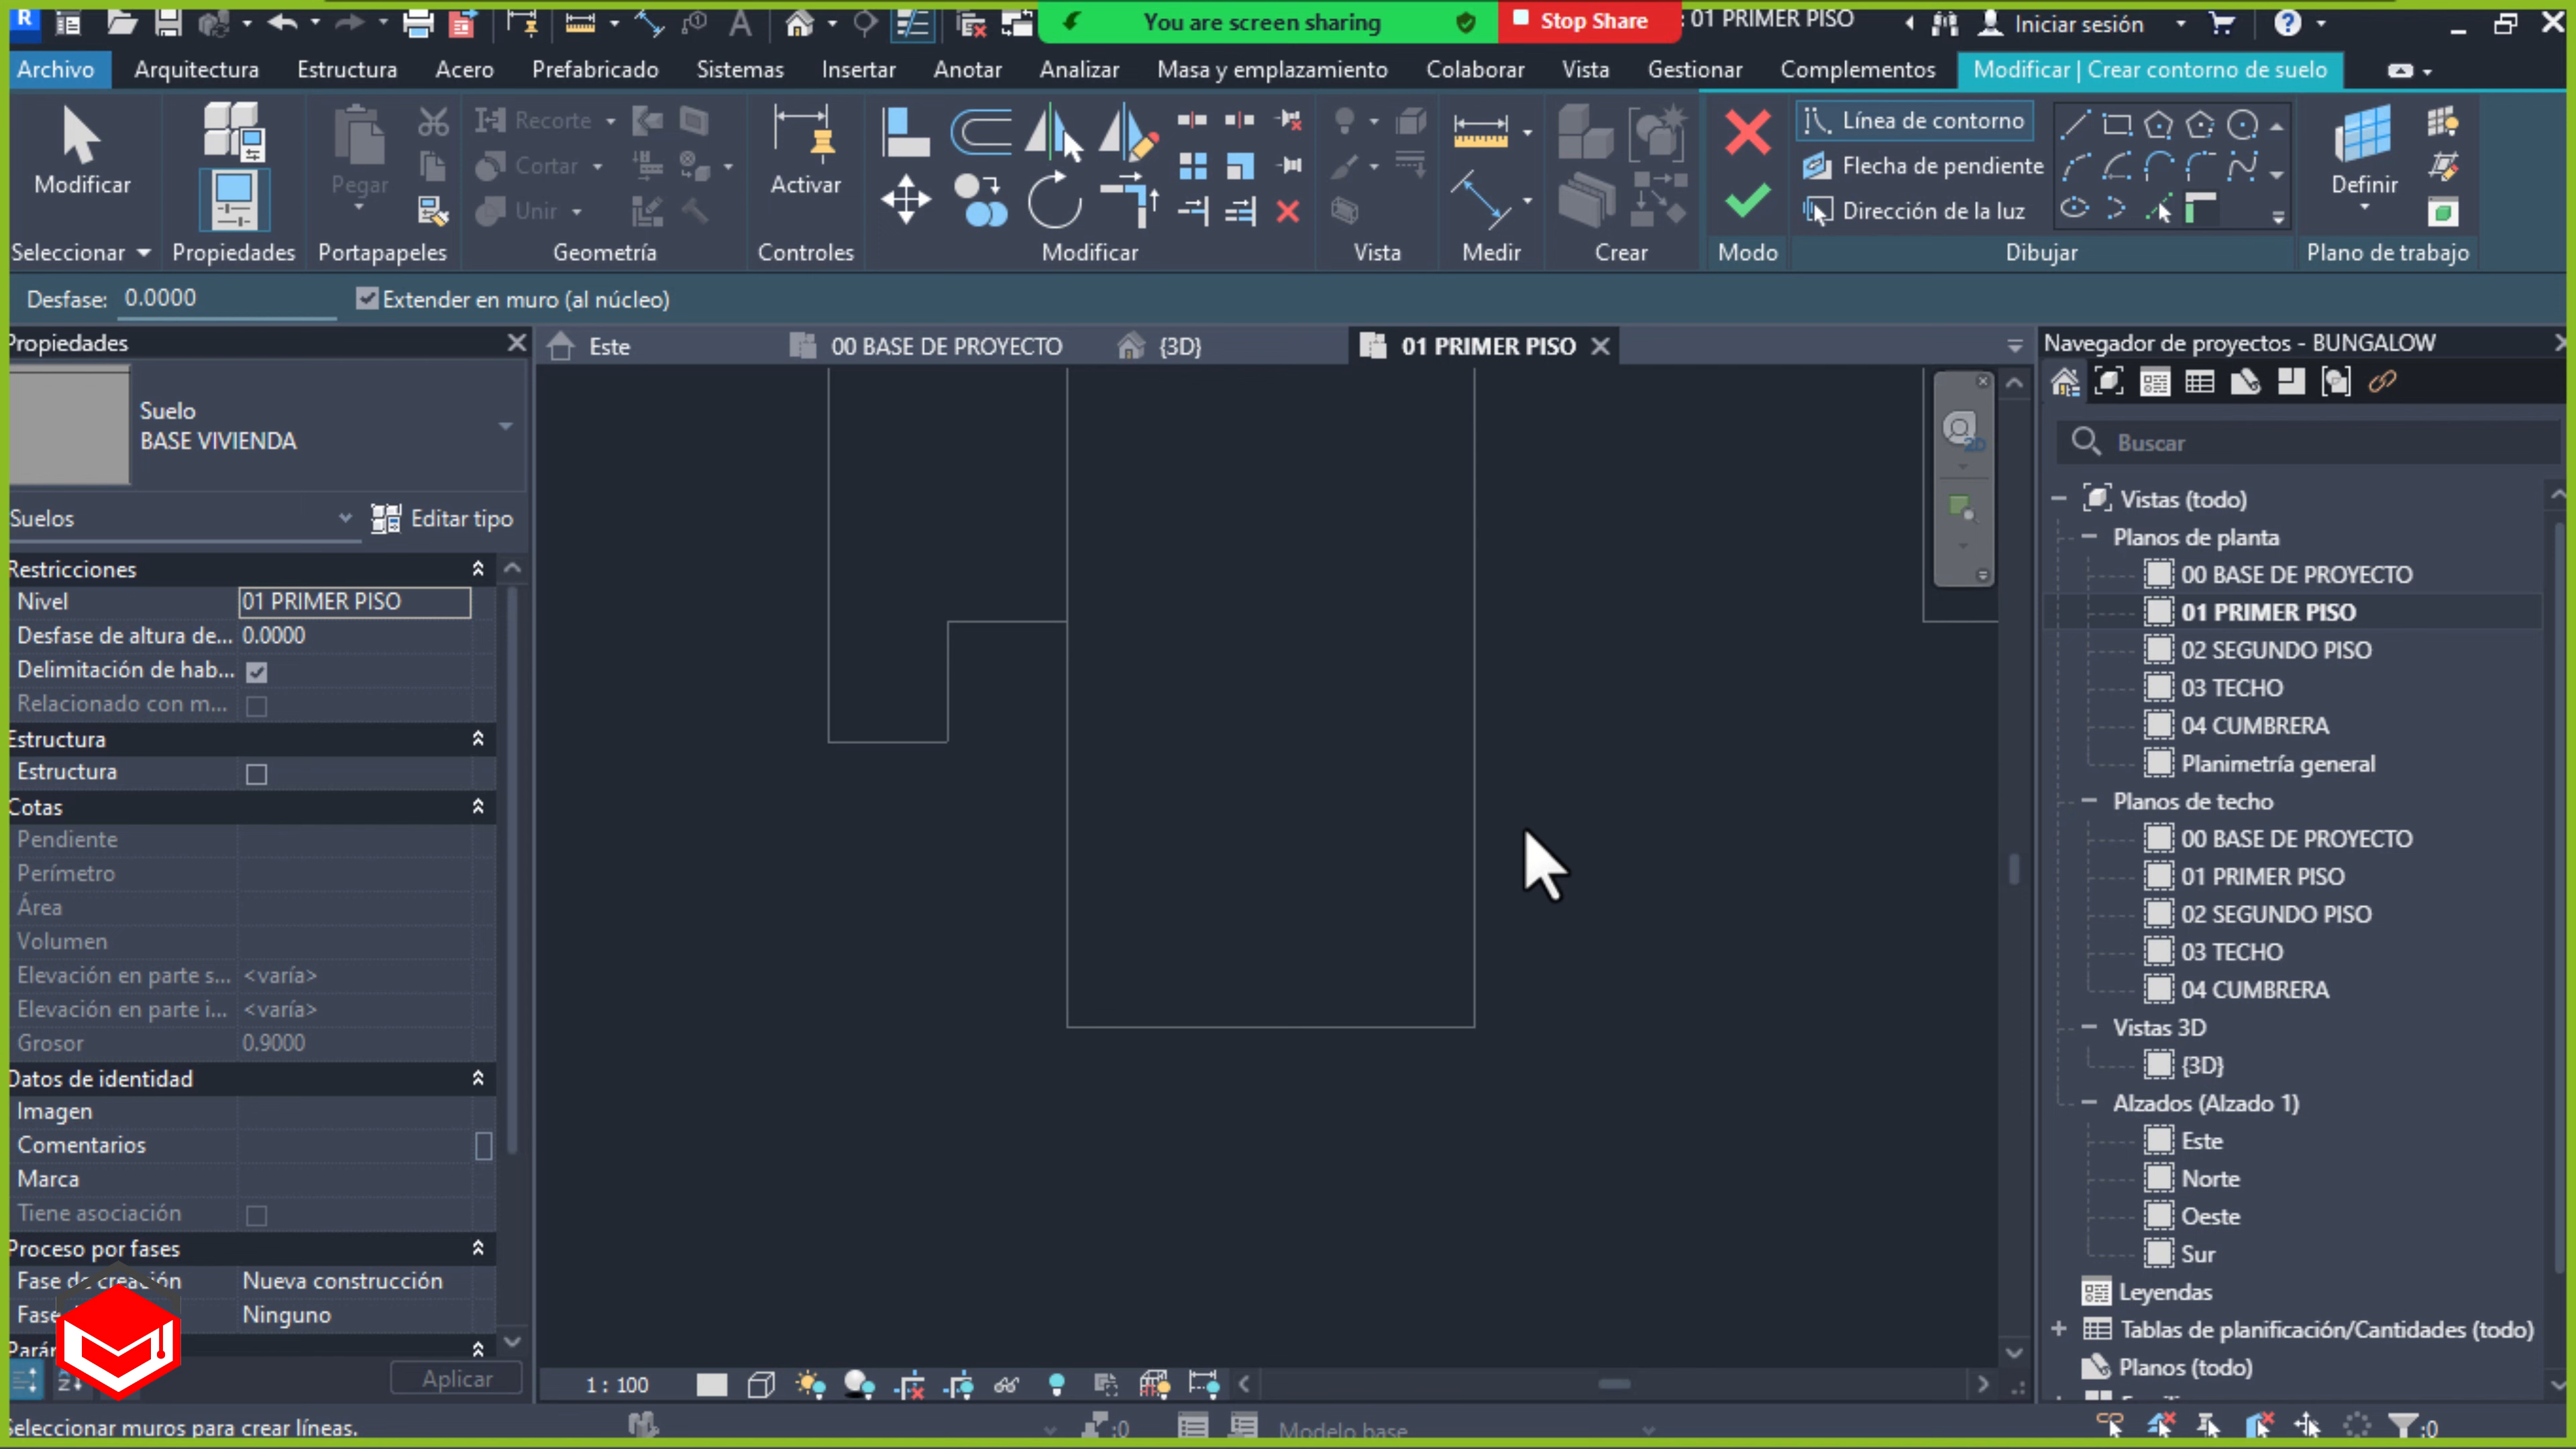 You are screen sharing
Stop Share
: 01 PRIMER PISO
Iniciar sesión
Archivo
Arquitectura
Estructura
Acero
Prefabricado
Sistemas
Insertar
Anotar
Analizar
Masa y emplazamiento
Colaborar
Vista
Gestionar
Complementos
Modificar | Crear contorno de suelo
Modificar
Pegar
Recorte
Cortar
Unir
Activar
Línea de contorno
Flecha de pendiente
Dirección de la luz
Definir
Seleccionar
Propiedades
Portapapeles
Geometría
Controles
Modificar
Vista
Medir
Crear
Modo
Dibujar
Plano de trabajo
Desfase: 0.0000
Extender en muro (al núcleo)
Propiedades
Este
00 BASE DE PROYECTO
{3D}
01 PRIMER PISO
Navegador de proyectos - BUNGALOW
Suelo
BASE VIVIENDA
Suelos
Editar tipo
Restricciones
Nivel 01 PRIMER PISO
Desfase de altura de... 0.0000
Delimitación de hab...
Relacionado con m...
Estructura
Estructura
Cotas
Pendiente
Perímetro
Área
Volumen
Elevación en parte s... <varía>
Elevación en parte i... <varía>
Grosor 0.9000
Datos de identidad
Imagen
Comentarios
Marca
Tiene asociación
Proceso por fases
Fase de creación Nueva construcción
Fase Ninguno
Aplicar
2D
Buscar
Vistas (todo)
Planos de planta
00 BASE DE PROYECTO
01 PRIMER PISO
02 SEGUNDO PISO
03 TECHO
04 CUMBRERA
Planimetría general
Planos de techo
00 BASE DE PROYECTO
01 PRIMER PISO
02 SEGUNDO PISO
03 TECHO
04 CUMBRERA
Vistas 3D
{3D}
Alzados (Alzado 1)
Este
Norte
Oeste
Sur
Leyendas
Tablas de planificación/Cantidades (todo)
Planos (todo)
1 : 100
Seleccionar muros para crear líneas.
:0
Modelo base
:0